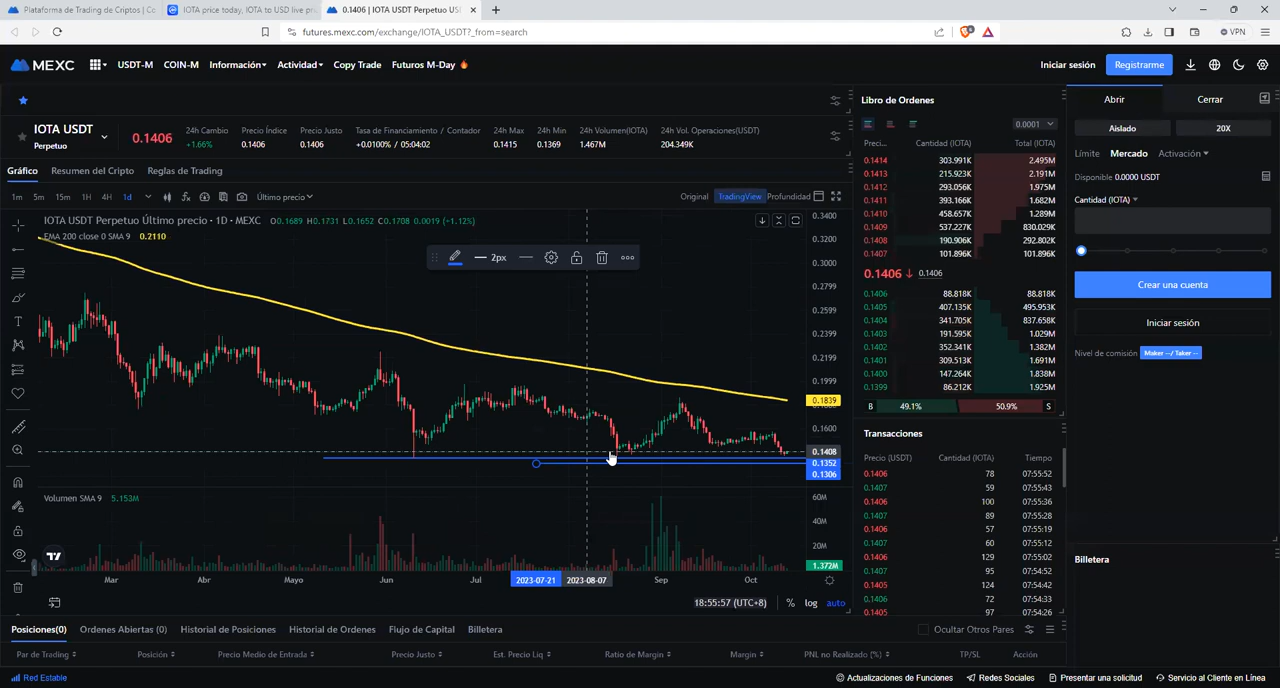 Plataforma de Trading de Criptos | Co
IOTA price today, IOTA to USD live pri
0.1406 | IOTA USDT Perpetuo US
futures.mexc.com/exchange/IOTA_USDT?_from=search
VPN
MEXC
USDT-M
COIN-M
Información
Actividad
Copy Trade
Futuros M-Day
Iniciar sesión
Registrarme
IOTA USDT
Perpetuo
0.1406
24h Cambio
+1.66%
Precio Índice
0.1406
Precio Justo
0.1406
Tasa de Financiamiento / Contador
+0.0100% / 05:04:02
24h Max
0.1415
24h Min
0.1369
24h Volumen(IOTA)
1.467M
24h Vol. Operaciones(USDT)
204.349K
Gráfico
Resumen del Cripto
Reglas de Trading
1m 5m 15m 1H 4H 1d
Último precio
Original
TradingView
Profundidad
IOTA USDT Perpetuo Último precio · 1D · MEXC O0.1689 H0.1731 L0.1652 C0.1708 0.0019 (+1.12%)
EMA 200 close 0 SMA 9 0.2110
2px
0.3400
0.3200
0.3000
0.2799
0.2599
0.2399
0.2199
0.1999
0.1839
0.1600
0.1408
0.1352
0.1306
Volumen SMA 9 5.153M
60M
40M
20M
1.372M
Mar Abr Mayo Jun Jul 2023-07-21 2023-08-07 Sep Oct
18:55:57 (UTC+8) % log auto
Libro de Ordenes
0.0001
Preci... Cantidad (IOTA) Total (IOTA)
0.1414 303.991K 2.495M
0.1413 215.923K 2.191M
0.1412 293.056K 1.975M
0.1411 393.166K 1.682M
0.1410 458.657K 1.289M
0.1409 537.227K 830.029K
0.1408 190.906K 292.802K
0.1407 101.896K 101.896K
0.1406 0.1406
0.1406 88.818K 88.818K
0.1405 407.135K 495.953K
0.1404 341.705K 837.658K
0.1403 191.595K 1.029M
0.1402 352.341K 1.382M
0.1401 309.513K 1.691M
0.1400 147.264K 1.838M
0.1399 86.212K 1.925M
B 49.1% 50.9% S
Transacciones
Precio (USDT) Cantidad (IOTA) Tiempo
0.1406 78 07:55:52
0.1407 59 07:55:43
0.1406 100 07:55:36
0.1407 89 07:55:28
0.1406 57 07:55:19
0.1407 60 07:55:12
0.1406 129 07:55:02
0.1407 95 07:54:52
0.1405 124 07:54:42
0.1406 72 07:54:33
0.1405 97 07:54:26
Abrir
Cerrar
Aislado
20X
Límite
Mercado
Activación
Disponible 0.0000 USDT
Cantidad (IOTA)
Crear una cuenta
Iniciar sesión
Nivel de comisión Maker --/ Taker --
Billetera
Posiciones(0)
Ordenes Abiertas (0)
Historial de Posiciones
Historial de Ordenes
Flujo de Capital
Billetera
Ocultar Otros Pares
Par de Trading
Posición
Precio Medio de Entrada
Precio Justo
Est. Precio Liq
Ratio de Margin
Margin
PNL no Realizado (%)
TP/SL
Acción
Red Estable
Actualizaciones de Funciones
Redes Sociales
Presentar una solicitud
Servicio al Cliente en Línea